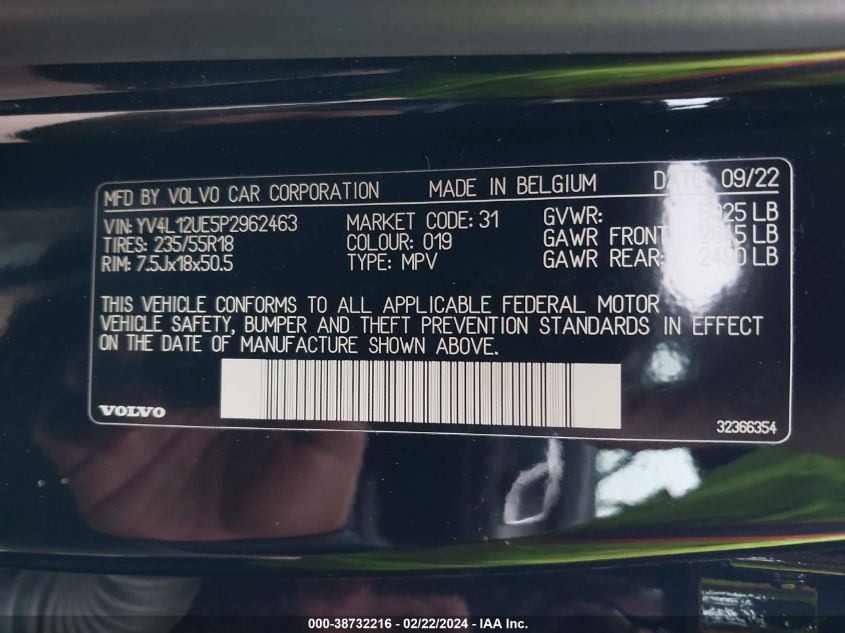 MFD BY VOLVO CAR CORPORATION MADE IN BELGIUM DATE: 09/22
VIN: YV4L12UE5P2962463 MARKET CODE: 31 GVWR: LB
TIRES: 235/55R18 COLOUR: 019 GAWR FRONT: LB
RIM: 7.5Jx18x50.5 TYPE: MPV GAWR REAR: LB
THIS VEHICLE CONFORMS TO ALL APPLICABLE FEDERAL MOTOR
VEHICLE SAFETY, BUMPER AND THEFT PREVENTION STANDARDS IN EFFECT
ON THE DATE OF MANUFACTURE SHOWN ABOVE.
VOLVO
32366354
000-38732216 - 02/22/2024 - IAA Inc.